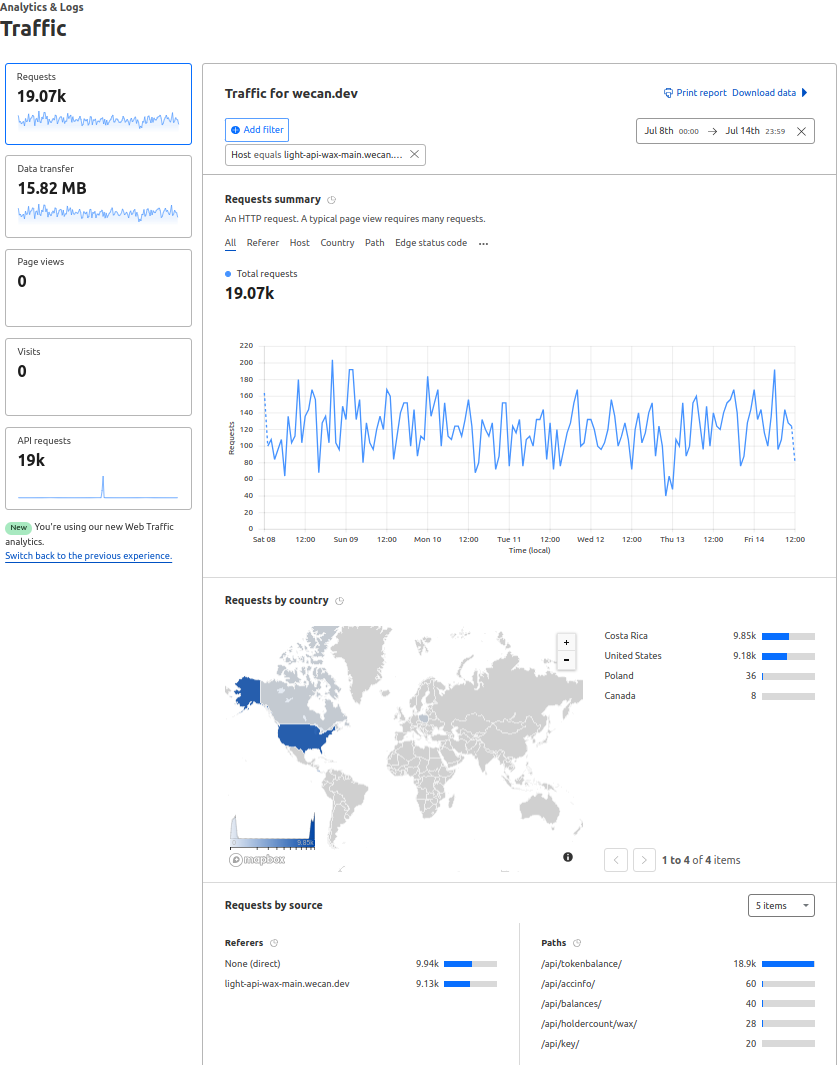 Analytics & Logs
Traffic
Requests
19.07k
Data transfer
15.82 MB
Page views
0
Visits
0
API requests
19k
New You're using our new Web Traffic
analytics.
Switch back to the previous experience.
Traffic for wecan.dev
Print report Download data
Add filter
Jul 8th 00:00 → Jul 14th 23:59
Host equals light-api-wax-main.wecan....
Requests summary
An HTTP request. A typical page view requires many requests.
All Referer Host Country Path Edge status code ...
Total requests
19.07k
220
200
180
160
140
120
100
80
60
40
20
0
Requests
Sat 08 12:00 Sun 09 12:00 Mon 10 12:00 Tue 11 12:00 Wed 12 12:00 Thu 13 12:00 Fri 14 12:00
Time (local)
Requests by country
+
-
Costa Rica 9.85k
United States 9.18k
Poland 36
Canada 8
0 9.85k
mapbox
1 to 4 of 4 items
Requests by source
5 items
Referers
None (direct) 9.94k
light-api-wax-main.wecan.dev 9.13k
Paths
/api/tokenbalance/ 18.9k
/api/accinfo/ 60
/api/balances/ 40
/api/holdercount/wax/ 28
/api/key/ 20